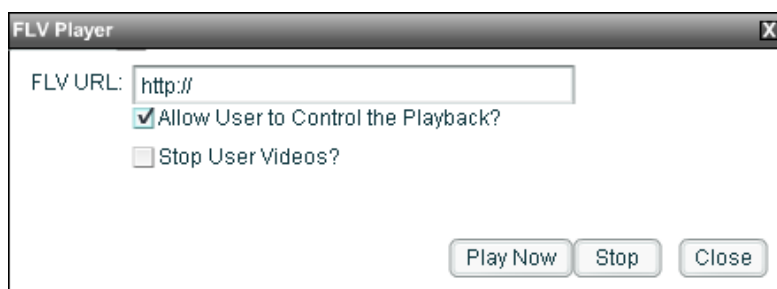 FLV Player X
FLV URL: http://
Allow User to Control the Playback?
Stop User Videos?
Play Now Stop Close